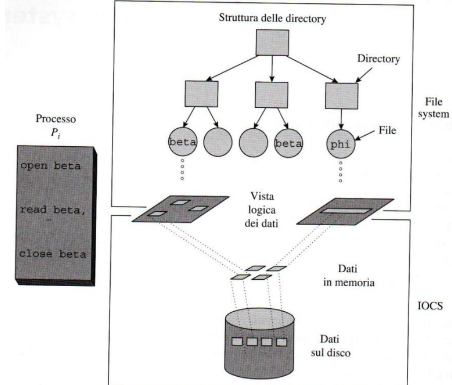 Struttura delle directory
Directory
File
system
Processo
P_i
beta
beta
phi
File
open beta
read beta,
close beta
Vista
logica
dei dati
Dati
in memoria
IOCS
Dati
sul disco